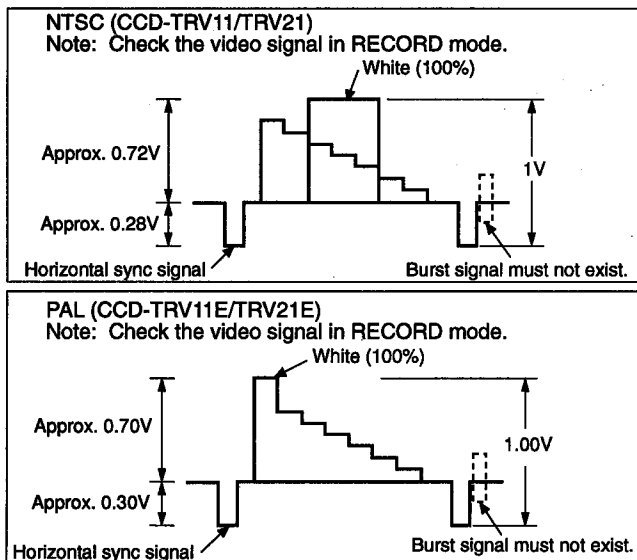 NTSC (CCD-TRV11/TRV21)
Note: Check the video signal in RECORD mode.
White (100%)
Approx. 0.72V
1V
Approx. 0.28V
Horizontal sync signal
Burst signal must not exist.
PAL (CCD-TRV11E/TRV21E)
Note: Check the video signal in RECORD mode.
White (100%)
Approx. 0.70V
1.00V
Approx. 0.30V
Horizontal sync signal
Burst signal must not exist.